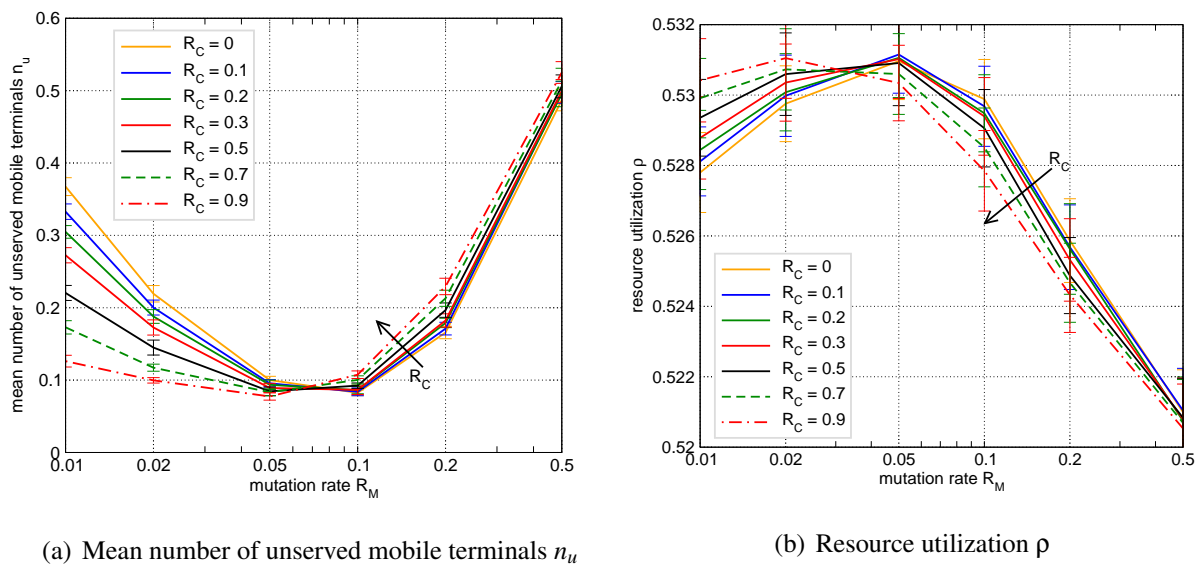 0.6
0.5
0.4
0.3
0.2
0.1
0
mean number of unserved mobile terminals n_u
R_C = 0
R_C = 0.1
R_C = 0.2
R_C = 0.3
R_C = 0.5
R_C = 0.7
R_C = 0.9
R_C
0.01 0.02 0.05 0.1 0.2 0.5
mutation rate R_M
(a) Mean number of unserved mobile terminals n_u
0.532
0.53
0.528
0.526
0.524
0.522
0.52
resource utilization ρ
R_C
R_C = 0
R_C = 0.1
R_C = 0.2
R_C = 0.3
R_C = 0.5
R_C = 0.7
R_C = 0.9
0.01 0.02 0.05 0.1 0.2 0.5
mutation rate R_M
(b) Resource utilization ρ